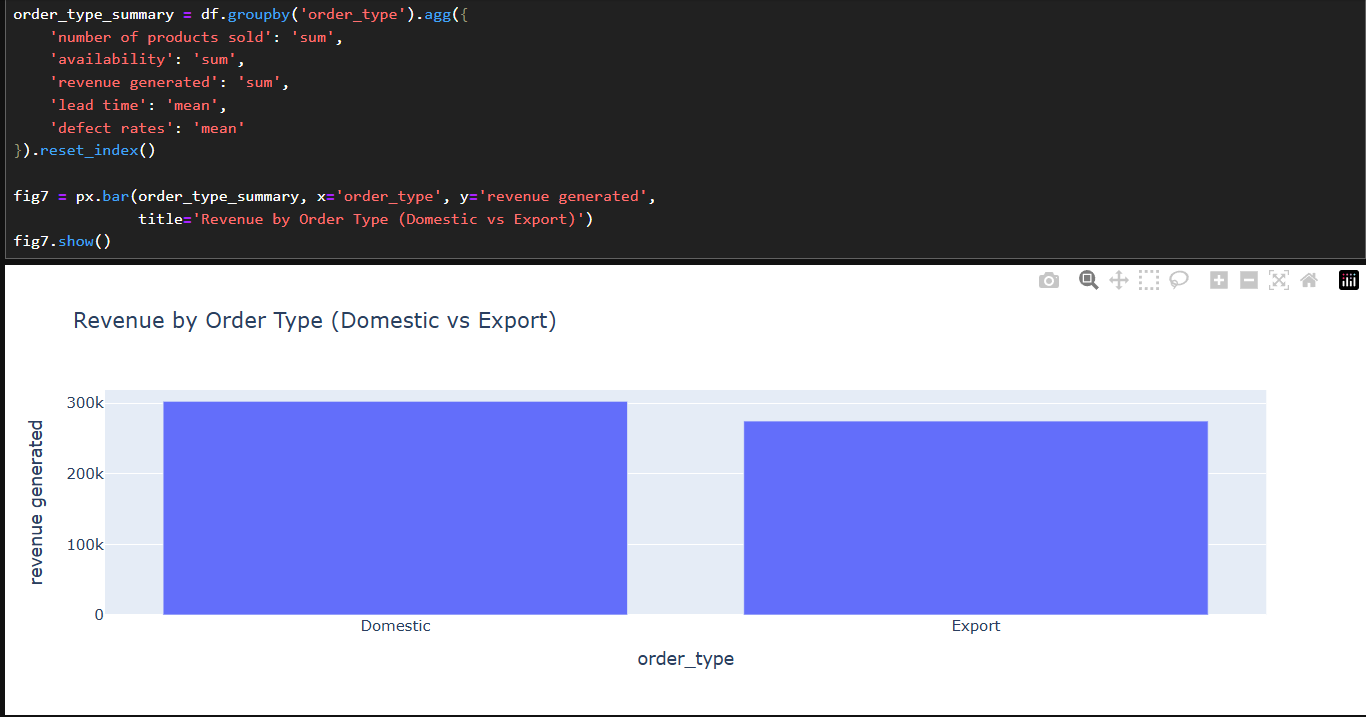 order_type_summary = df.groupby('order_type').agg({
    'number of products sold': 'sum',
    'availability': 'sum',
    'revenue generated': 'sum',
    'lead time': 'mean',
    'defect rates': 'mean'
}).reset_index()
fig7 = px.bar(order_type_summary, x='order_type', y='revenue generated',
              title='Revenue by Order Type (Domestic vs Export)')
fig7.show()
Revenue by Order Type (Domestic vs Export)
revenue generated
300k
200k
100k
0
Domestic
Export
order_type